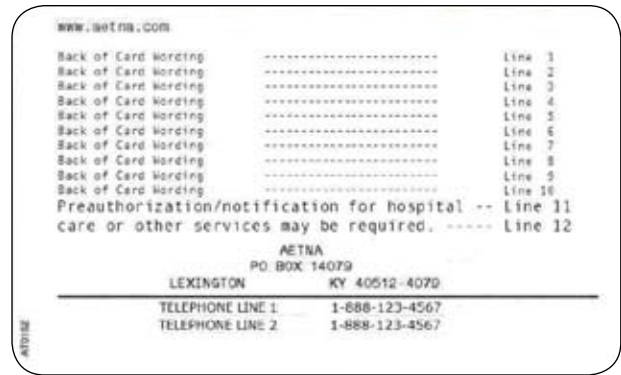 www.aetna.com
Back of Card Wording ------------------------ Line 1
Back of Card Wording ------------------------ Line 2
Back of Card Wording ------------------------ Line 3
Back of Card Wording ------------------------ Line 4
Back of Card Wording ------------------------ Line 5
Back of Card Wording ------------------------ Line 6
Back of Card Wording ------------------------ Line 7
Back of Card Wording ------------------------ Line 8
Back of Card Wording ------------------------ Line 9
Back of Card Wording ------------------------ Line 10
Preauthorization/notification for hospital -- Line 11
care or other services may be required. ----- Line 12
AETNA
PO BOX 14079
LEXINGTON KY 40512-4079
TELEPHONE LINE 1 1-888-123-4567
TELEPHONE LINE 2 1-888-123-4567